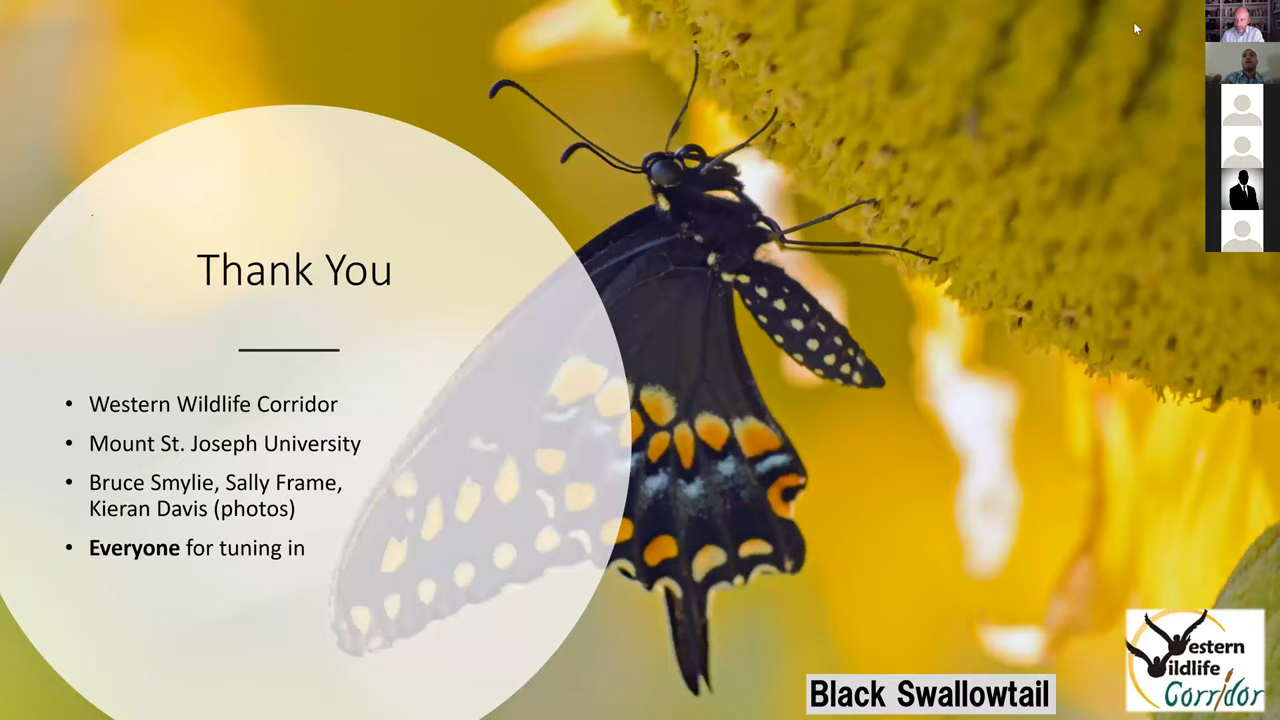 Thank You
• Western Wildlife Corridor
• Mount St. Joseph University
• Bruce Smylie, Sally Frame,
Kieran Davis (photos)
• Everyone for tuning in
Black Swallowtail
Western
Wildlife
Corridor